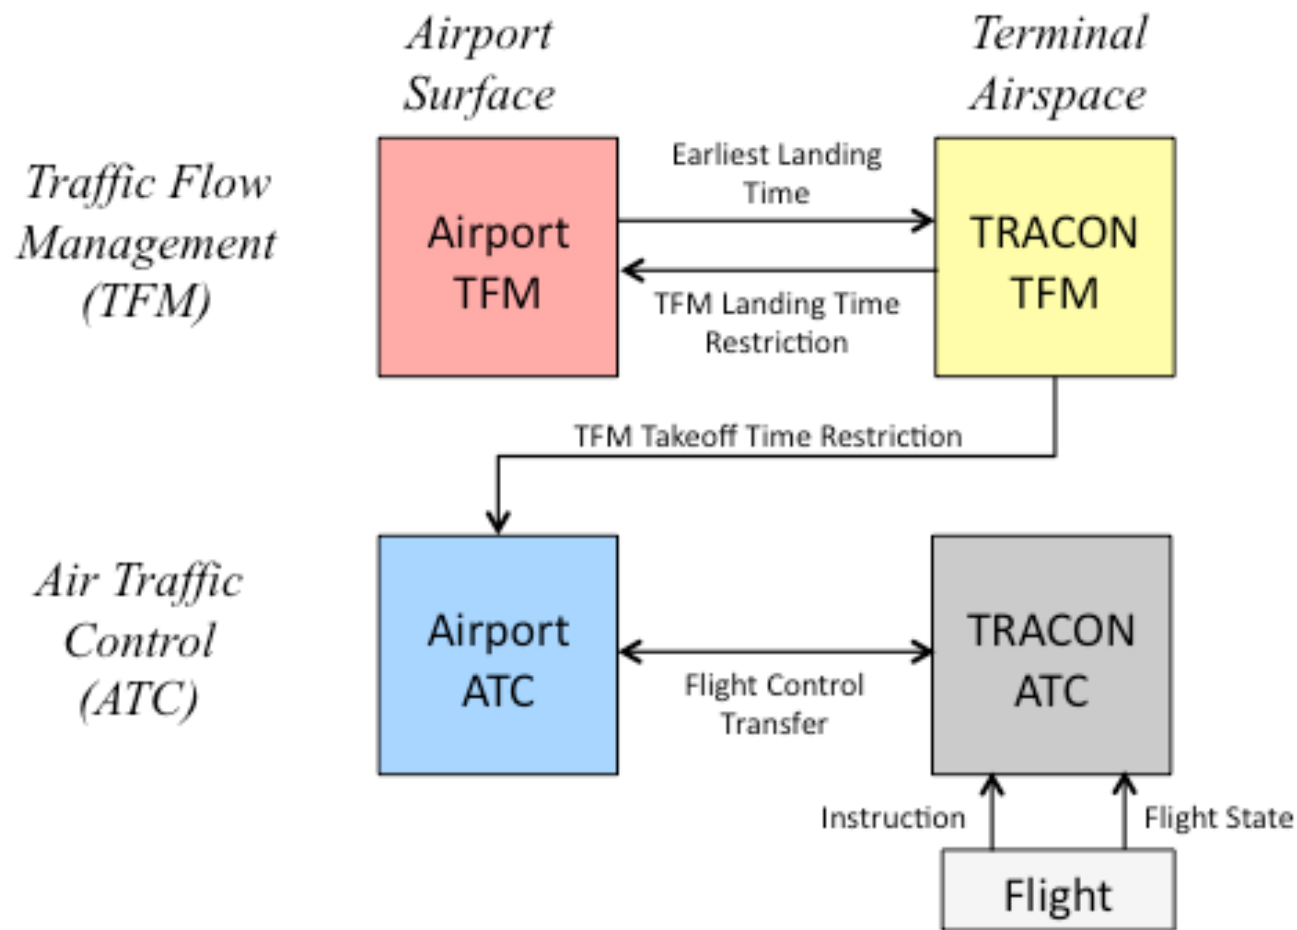 Airport
Surface
Terminal
Airspace
Traffic Flow
Management
(TFM)
Airport
TFM
Earliest Landing
Time
TFM Landing Time
Restriction
TRACON
TFM
TFM Takeoff Time Restriction
Air Traffic
Control
(ATC)
Airport
ATC
Flight Control
Transfer
TRACON
ATC
Instruction
Flight State
Flight